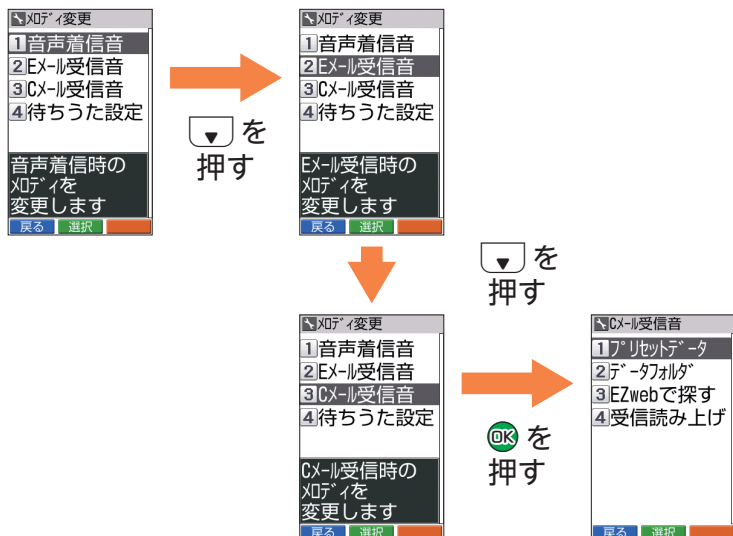 ﾒﾛﾃﾞｨ変更
1音声着信音
2Eﾒｰﾙ受信音
3Cﾒｰﾙ受信音
4待ちうた設定
音声着信時の
ﾒﾛﾃﾞｨを
変更します
戻る 選択
▼を
押す
ﾒﾛﾃﾞｨ変更
1音声着信音
2Eﾒｰﾙ受信音
3Cﾒｰﾙ受信音
4待ちうた設定
Eﾒｰﾙ受信時の
ﾒﾛﾃﾞｨを
変更します
戻る 選択
▼を
押す
ﾒﾛﾃﾞｨ変更
1音声着信音
2Eﾒｰﾙ受信音
3Cﾒｰﾙ受信音
4待ちうた設定
Cﾒｰﾙ受信時の
ﾒﾛﾃﾞｨを
変更します
戻る 選択
OKを
押す
Cﾒｰﾙ受信音
1ﾌﾟﾘｾｯﾄﾃﾞｰﾀ
2ﾃﾞｰﾀﾌｫﾙﾀﾞ
3EZwebで探す
4受信読み上げ
戻る 選択